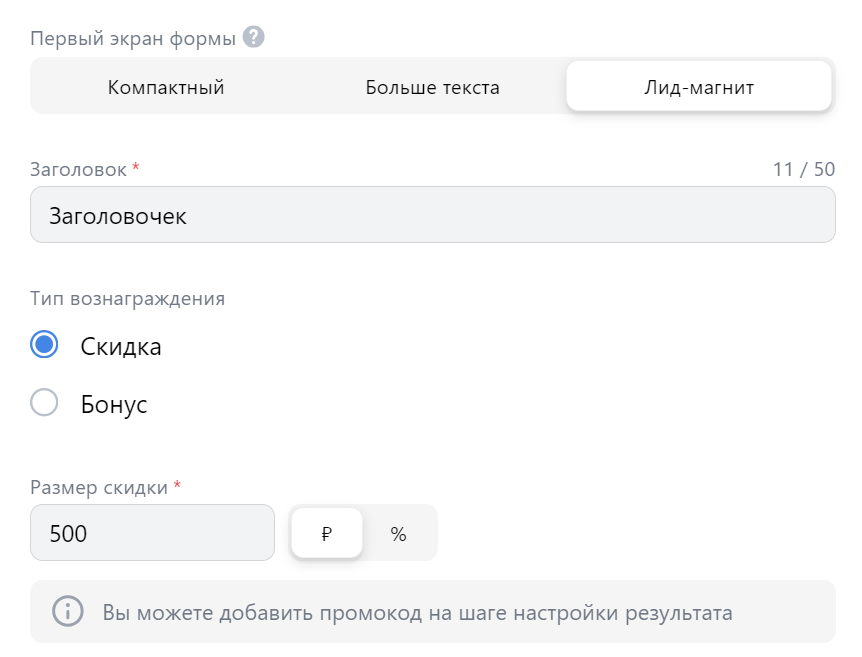 Первый экран формы ?
Компактный Больше текста Лид-магнит
Заголовок * 11 / 50
Заголовочек
Тип вознаграждения
Скидка
Бонус
Размер скидки *
500 ₽ %
Вы можете добавить промокод на шаге настройки результата